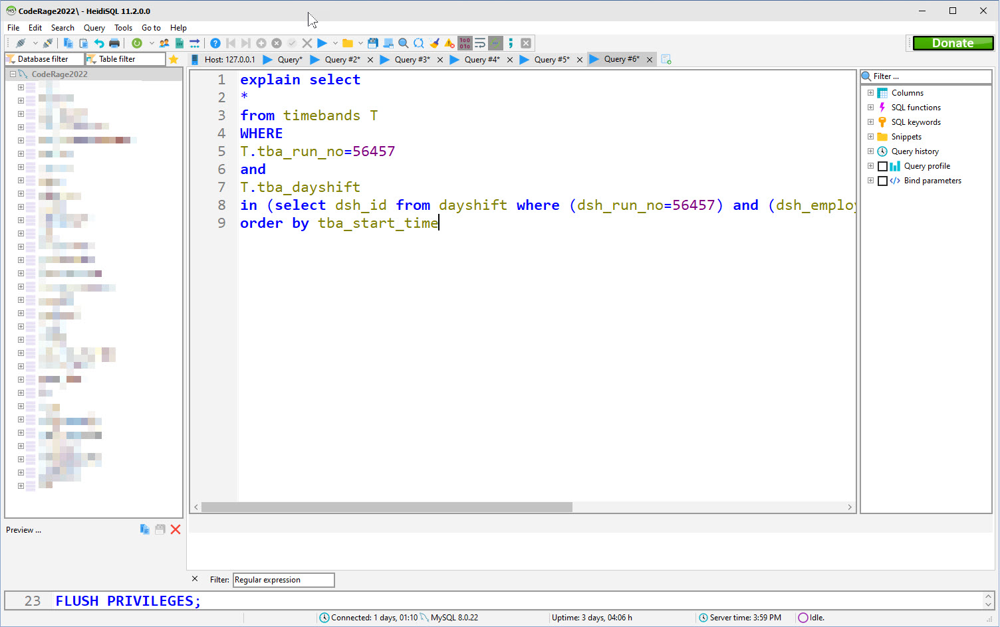 CodeRage2022\ - HeidiSQL 11.2.0.0
File Edit Search Query Tools Go to Help
Donate
Database filter Table filter Host: 127.0.0.1 Query* Query #2* Query #3* Query #4* Query #5* Query #6*
CodeRage2022
1 explain select
2 *
3 from timebands T
4 WHERE
5 T.tba_run_no=56457
6 and
7 T.tba_dayshift
8 in (select dsh_id from dayshift where (dsh_run_no=56457) and (dsh_employ
9 order by tba_start_time
Filter ...
Columns
SQL functions
SQL keywords
Snippets
Query history
Query profile
Bind parameters
Preview ...
Filter: Regular expression
23 FLUSH PRIVILEGES;
Connected: 1 days, 01:10 MySQL 8.0.22 Uptime: 3 days, 04:06 h Server time: 3:59 PM Idle.